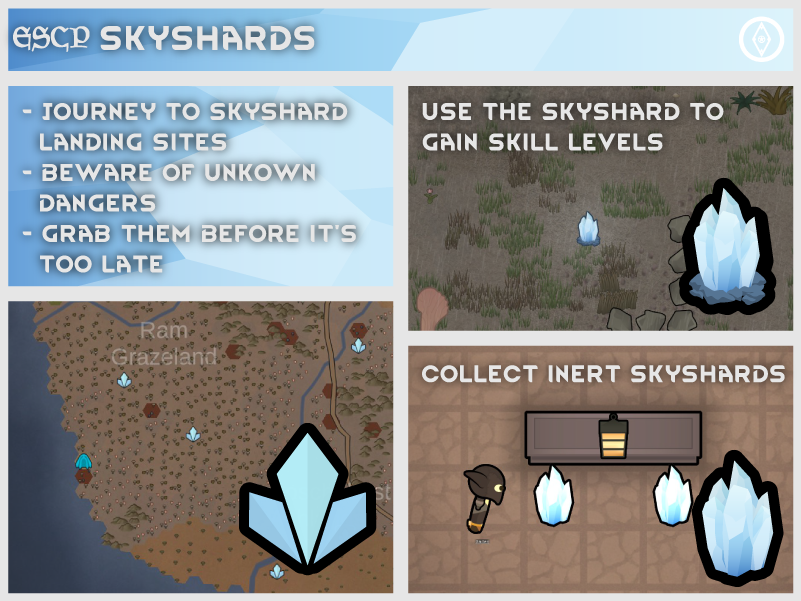 ESCP SKYSHARDS
- JOURNEY TO SKYSHARD
LANDING SITES
- BEWARE OF UNKOWN
DANGERS
- GRAB THEM BEFORE IT'S
TOO LATE
USE THE SKYSHARD TO
GAIN SKILL LEVELS
Ram
Grazeland
st
COLLECT INERT SKYSHARDS